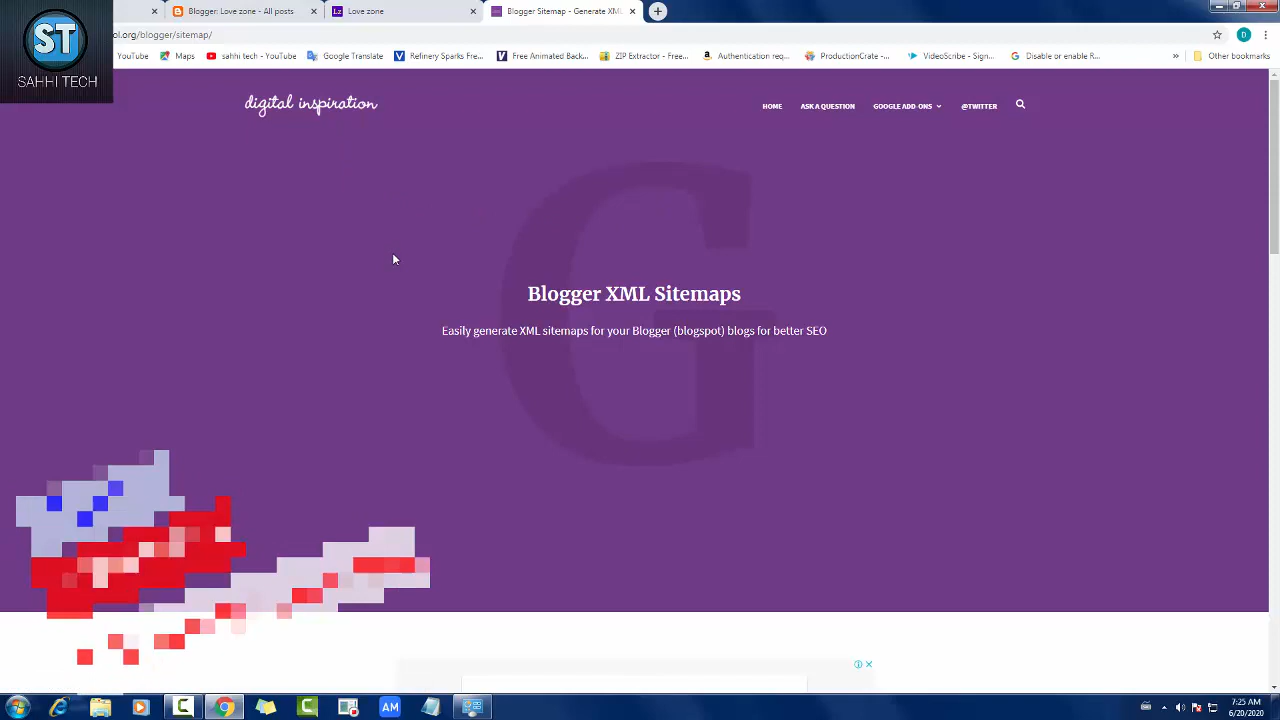 ST
SAHHI TECH
Blogger: Love zone - All posts
Love zone
Blogger Sitemap - Generate XML
ol.org/blogger/sitemap/
YouTube
Maps
sahhi tech - YouTube
Google Translate
Refinery Sparks Fre...
Free Animated Back...
ZIP Extractor - Free...
Authentication requ...
ProductionCrate - ...
VideoScribe - Sign...
Disable or enable R...
Other bookmarks
digital inspiration
HOME
ASK A QUESTION
GOOGLE ADD-ONS
@TWITTER
G
Blogger XML Sitemaps
Easily generate XML sitemaps for your Blogger (blogspot) blogs for better SEO
AM
7:25 AM
6/20/2020